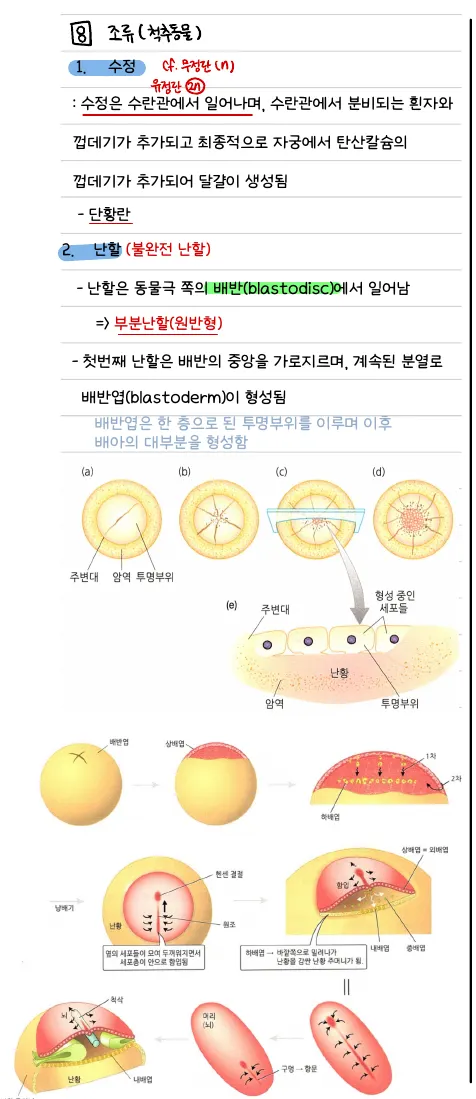 8 조류 (척추동물)
1. 수정 cf. 무정란 (n)
유정란 2n
: 수정은 수란관에서 일어나며, 수란관에서 분비되는 흰자와
껍데기가 추가되고 최종적으로 자궁에서 탄산칼슘의
껍데기가 추가되어 달걀이 생성됨
- 단황란
2. 난할 (불완전 난할)
- 난할은 동물극 쪽의 배반(blastodisc)에서 일어남
=> 부분난할(원반형)
- 첫번째 난할은 배반의 중앙을 가로지르며, 계속된 분열로
배반엽(blastoderm)이 형성됨
배반엽은 한 층으로 된 투명부위를 이루며 이후
배아의 대부분을 형성함
(a) (b) (c) (d)
주변대 암역 투명부위
(e) 주변대 형성 중인
세포들
난황
암역 투명부위
배반엽 상배엽
1차
2차
하배엽
상배엽 = 외배엽
헨센 결절
함입
낭배기
난황 원조
내배엽 중배엽
옆의 세포들이 모여 두꺼워지면서
세포층이 안으로 함입됨
하배엽 → 바깥쪽으로 밀려나가
난황을 감싼 난황 주머니가 됨.
=
척삭
뇌
머리
(뇌)
구멍 → 항문
난황 내배엽